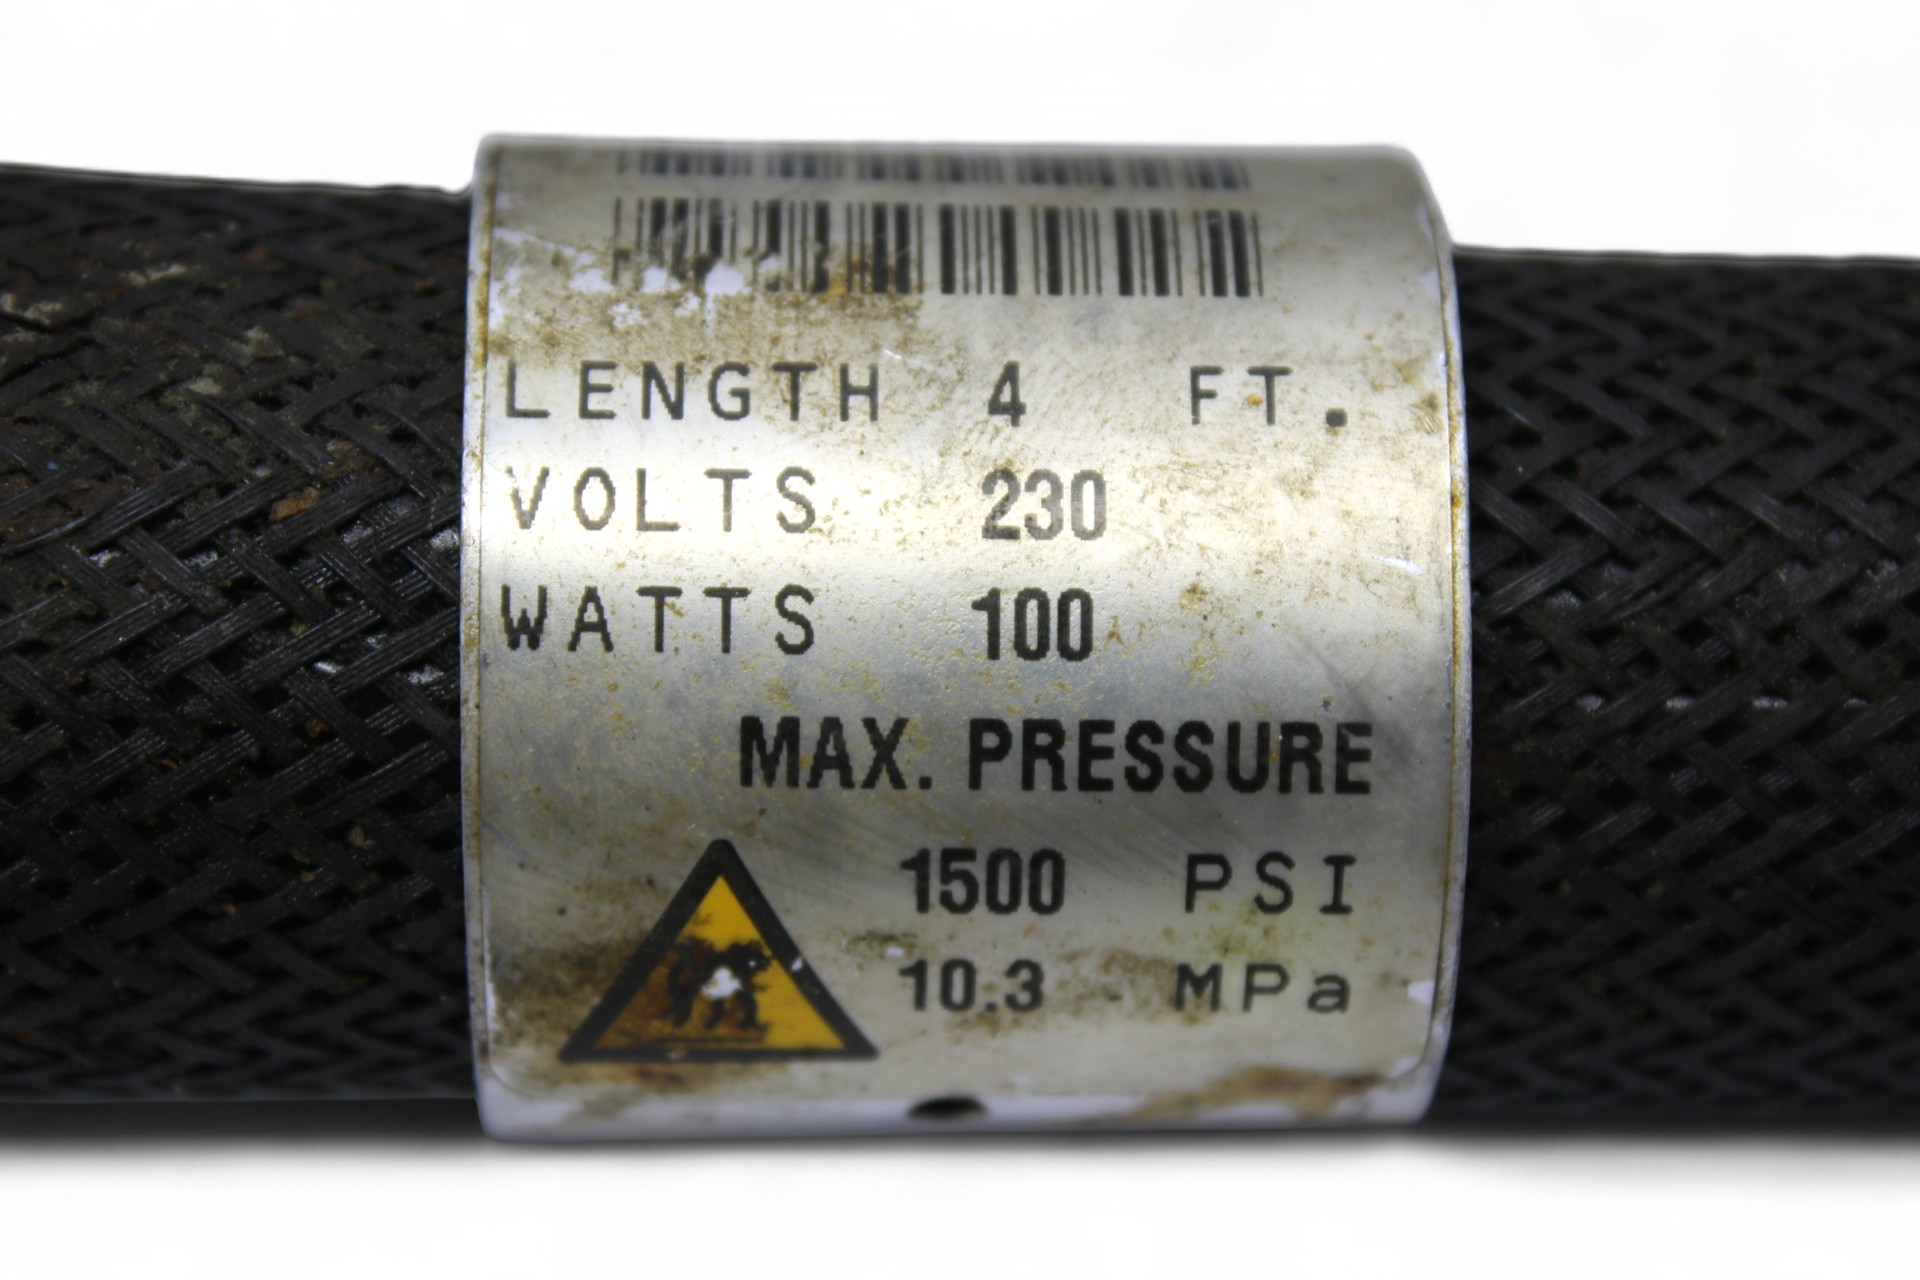 LENGTH 4 FT.
VOLTS 230
WATTS 100
MAX. PRESSURE
1500 PSI
10.3 MPa